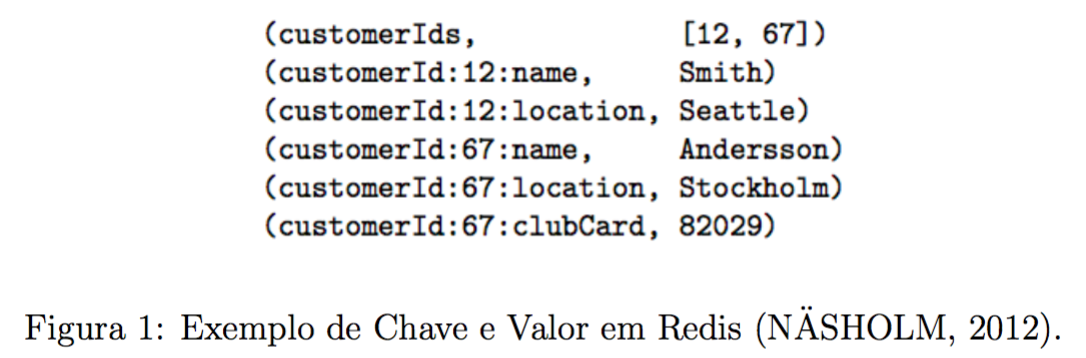 (customerIds, [12, 67])
(customerId:12:name, Smith)
(customerId:12:location, Seattle)
(customerId:67:name, Andersson)
(customerId:67:location, Stockholm)
(customerId:67:clubCard, 82029)
Figura 1: Exemplo de Chave e Valor em Redis (NÄSHOLM, 2012).